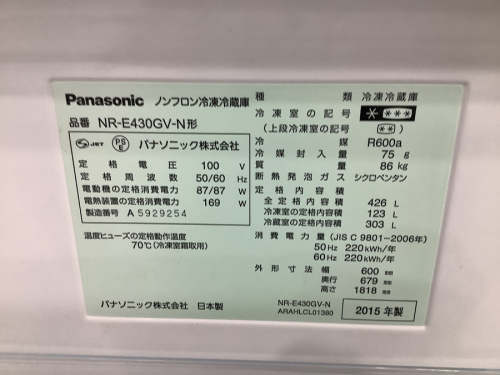 Panasonic ノンフロン冷凍冷蔵庫
品番 NR-E430GV-N形
S JET PS E パナソニック株式会社
定格電圧 100 V
定格周波数 50/60 Hz
電動機の定格消費電力 87/87 W
電熱装置の定格消費電力 169 W
製造番号 A 5929254
温度ヒューズの定格動作温度
70℃(冷凍室霜取用)
パナソニック株式会社 日本製
種類 冷凍冷蔵庫
冷凍室の記号 * ***
(上段冷凍室の記号 **)
冷媒 R600a
冷媒封入量 75 g
質量 86 kg
断熱発泡ガス シクロペンタン
定格内容積
全定格内容積 426 L
冷凍室の定格内容積 123 L
冷蔵室の定格内容積 303 L
消費電力量(JIS C 9801-2006年)
50 Hz 220 kWh/年
60 Hz 220 kWh/年
外形寸法 幅 600 mm
奥行 679 mm
高さ 1818 mm
NR-E430GV-N
ARAHLCL01380
2015 年製